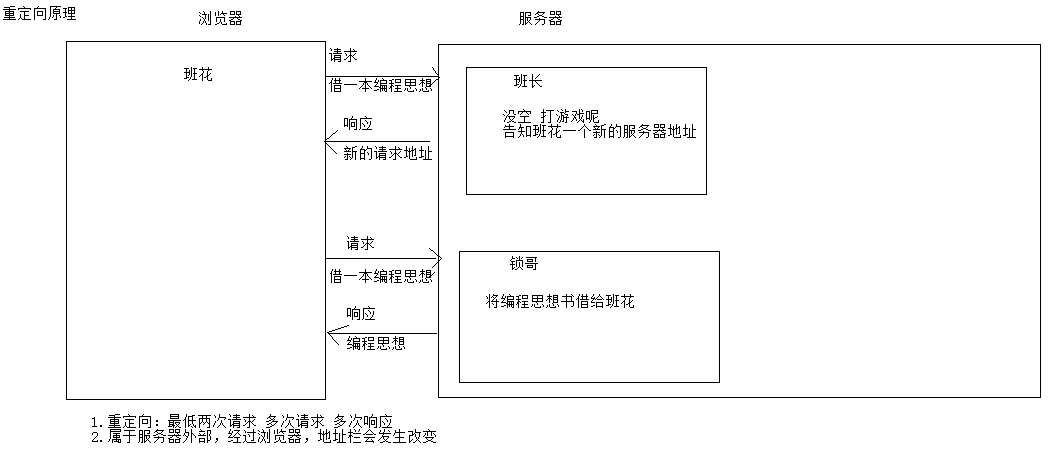 重定向原理
浏览器
服务器
班花
请求
借一本编程思想
班长
没空 打游戏呢
告知班花一个新的服务器地址
响应
新的请求地址
请求
借一本编程思想
锁哥
将编程思想书借给班花
响应
编程思想
1.重定向：最低两次请求 多次请求 多次响应
2.属于服务器外部，经过浏览器，地址栏会发生改变